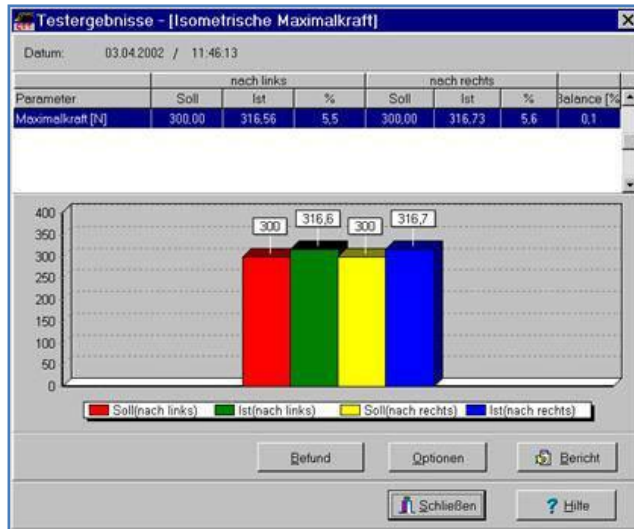 Testergebnisse - [Isometrische Maximalkraft]
Datum: 03.04.2002 / 11:46:13
nach links nach rechts
Parameter Soll Ist % Soll Ist % Balance [%
Maximalkraft [N] 300,00 316,56 5,5 300,00 316,73 5,6 0,1
400
350
300
250
200
150
100
50
0
300 316,6 300 316,7
Soll(nach links) Ist(nach links) Soll(nach rechts) Ist(nach rechts)
Befund Optionen Bericht
Schließen ? Hilfe